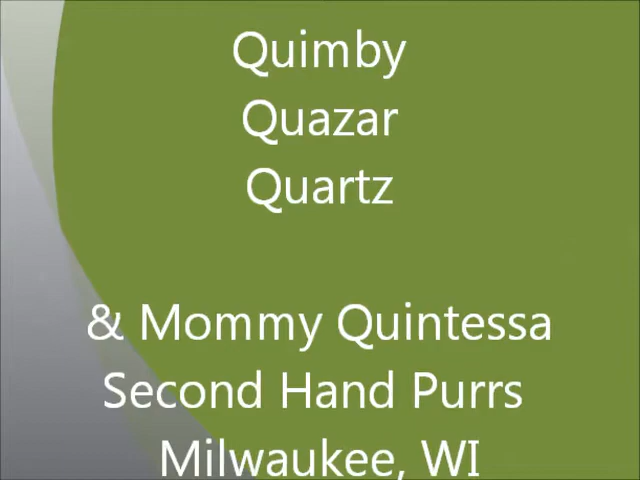 Quimby
Quazar
Quartz
& Mommy Quintessa
Second Hand Purrs
Milwaukee, WI